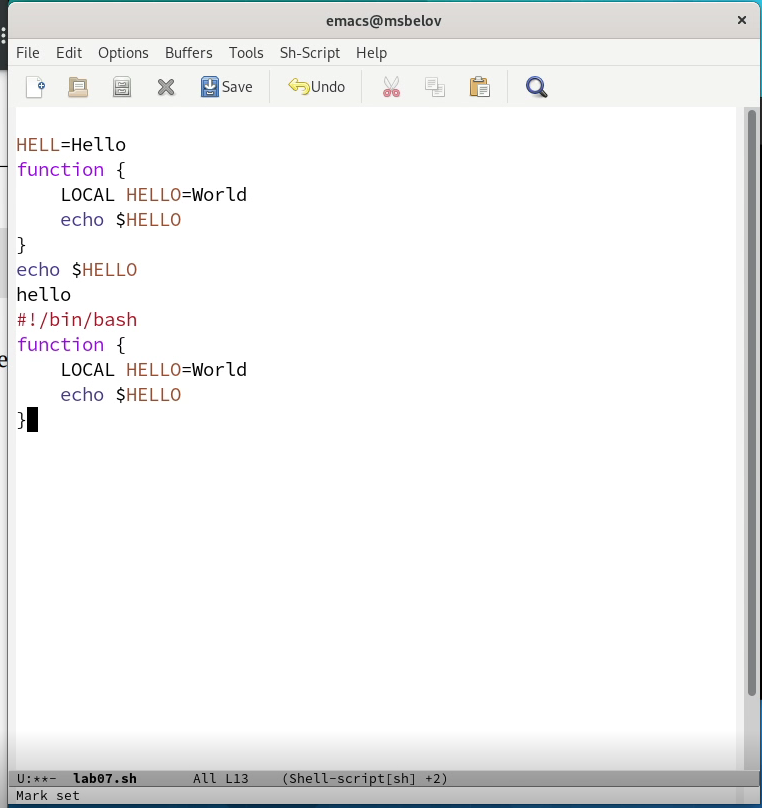 emacs@msbelov ×
File Edit Options Buffers Tools Sh-Script Help
Save Undo
HELL=Hello
function {
    LOCAL HELLO=World
    echo $HELLO
}
echo $HELLO
hello
#!/bin/bash
function {
    LOCAL HELLO=World
    echo $HELLO
}
U:**-  lab07.sh       All L13    (Shell-script[sh] +2)
Mark set